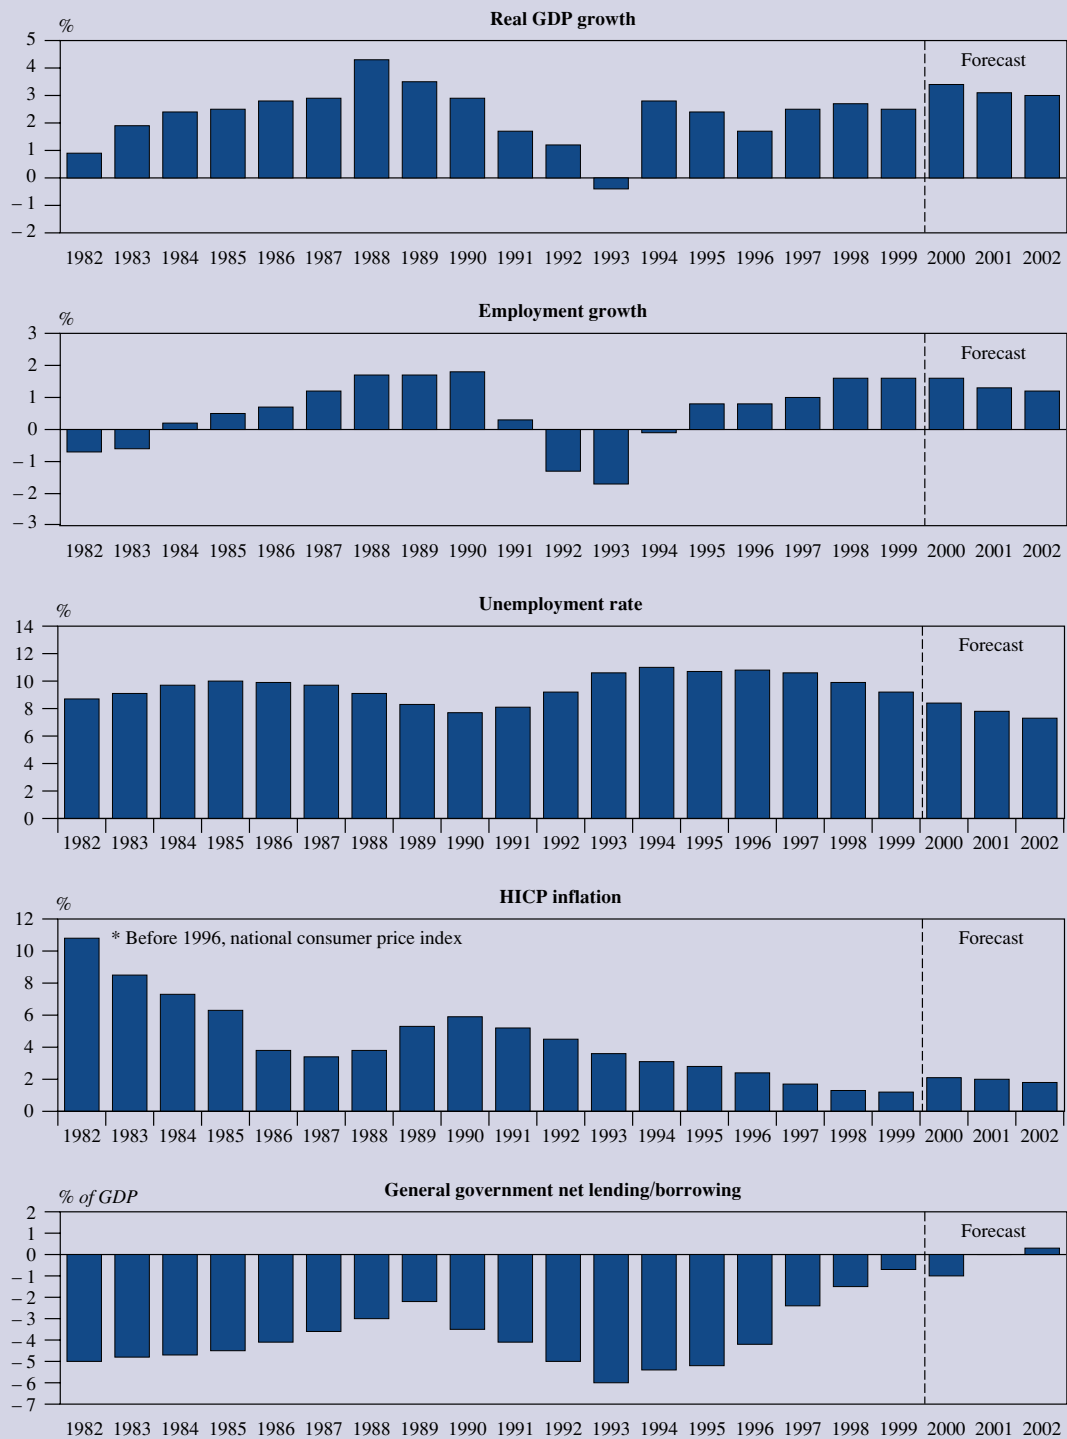 Real GDP growth
%
5
4
3
2
1
0
– 1
– 2
Forecast
1982 1983 1984 1985 1986 1987 1988 1989 1990 1991 1992 1993 1994 1995 1996 1997 1998 1999 2000 2001 2002
Employment growth
%
3
2
1
0
– 1
– 2
– 3
Forecast
1982 1983 1984 1985 1986 1987 1988 1989 1990 1991 1992 1993 1994 1995 1996 1997 1998 1999 2000 2001 2002
Unemployment rate
%
14
12
10
8
6
4
2
0
Forecast
1982 1983 1984 1985 1986 1987 1988 1989 1990 1991 1992 1993 1994 1995 1996 1997 1998 1999 2000 2001 2002
HICP inflation
%
12
10
8
6
4
2
0
* Before 1996, national consumer price index
Forecast
1982 1983 1984 1985 1986 1987 1988 1989 1990 1991 1992 1993 1994 1995 1996 1997 1998 1999 2000 2001 2002
General government net lending/borrowing
% of GDP
2
1
0
– 1
– 2
– 3
– 4
– 5
– 6
– 7
Forecast
1982 1983 1984 1985 1986 1987 1988 1989 1990 1991 1992 1993 1994 1995 1996 1997 1998 1999 2000 2001 2002